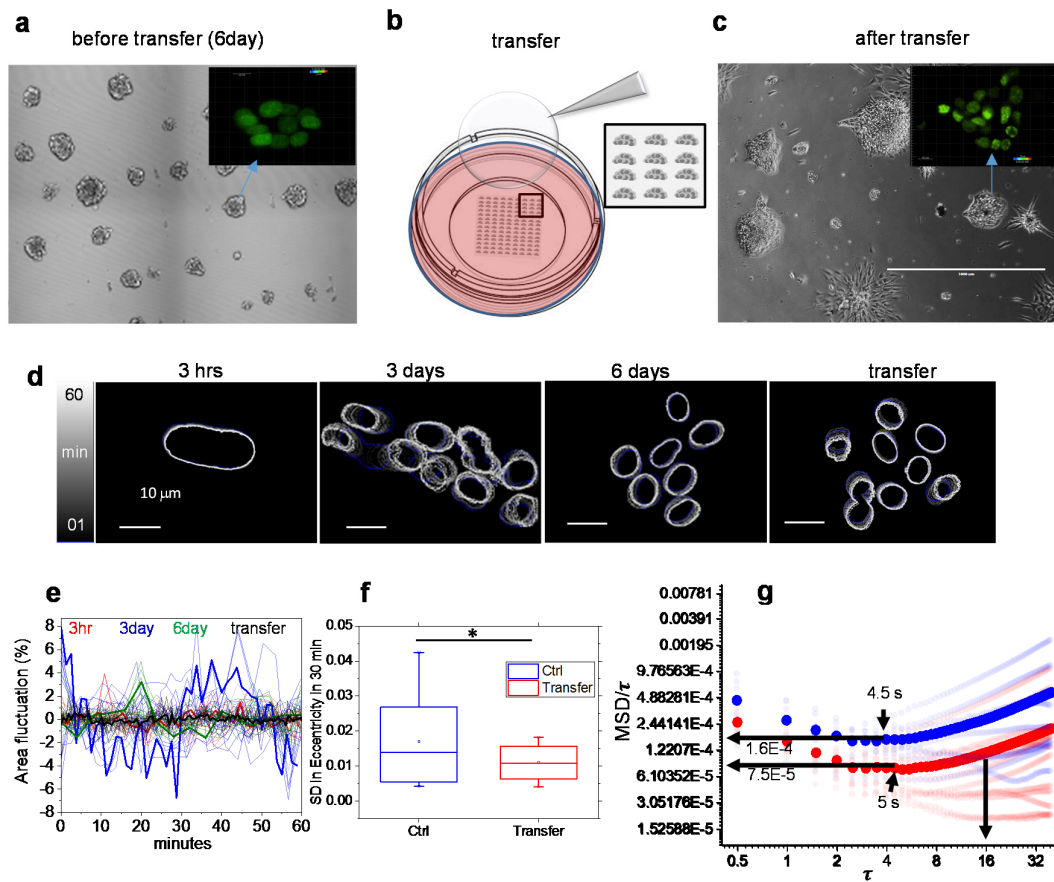 a
before transfer (6day)
b
transfer
c
after transfer
1000 um
d
3 hrs
3 days
6 days
transfer
60
min
01
10 µm
e
3hr 3day 6day transfer
8
6
4
2
0
-2
-4
-6
-8
Area fluctuation (%)
0 10 20 30 40 50 60
minutes
f
*
0.05
0.04
0.03
0.02
0.01
0.00
SD In Eccentricity In 30 min
Ctrl
Transfer
Ctrl Transfer
g
0.00781
0.00391
0.00195
9.76563E-4
4.88281E-4
2.44141E-4
1.2207E-4
6.10352E-5
3.05176E-5
1.52588E-5
MSD/τ
4.5 s
1.6E-4
7.5E-5
5 s
0.5 1 2 4 8 16 32
τ